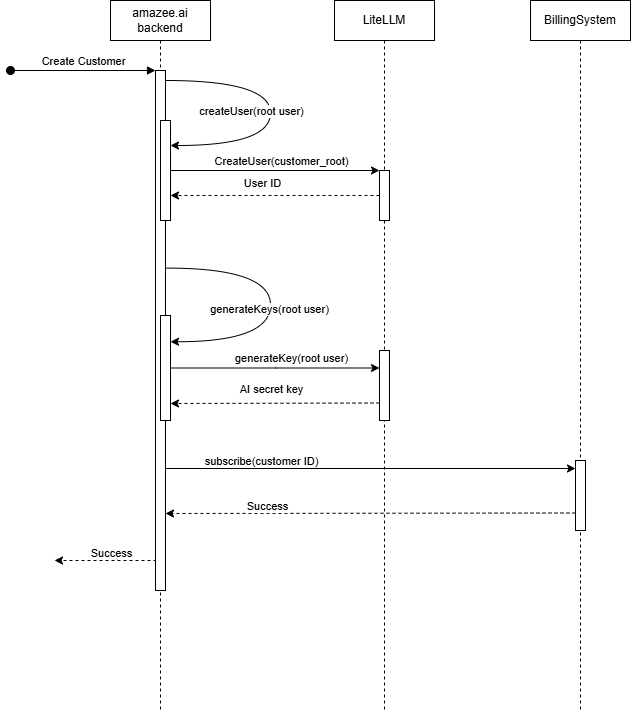 amazee.ai
backend
LiteLLM
BillingSystem
Create Customer
createUser(root user)
CreateUser(customer_root)
User ID
generateKeys(root user)
generateKey(root user)
AI secret key
subscribe(customer ID)
Success
Success